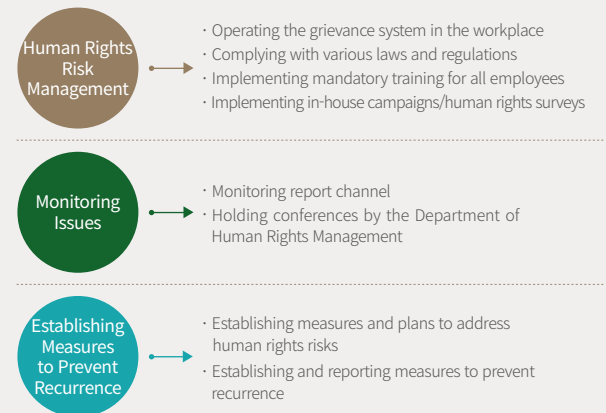 Human Rights
Risk
Management
· Operating the grievance system in the workplace
· Complying with various laws and regulations
· Implementing mandatory training for all employees
· Implementing in-house campaigns/human rights surveys
Monitoring
Issues
· Monitoring report channel
· Holding conferences by the Department of
Human Rights Management
Establishing
Measures
to Prevent
Recurrence
· Establishing measures and plans to address
human rights risks
· Establishing and reporting measures to prevent
recurrence